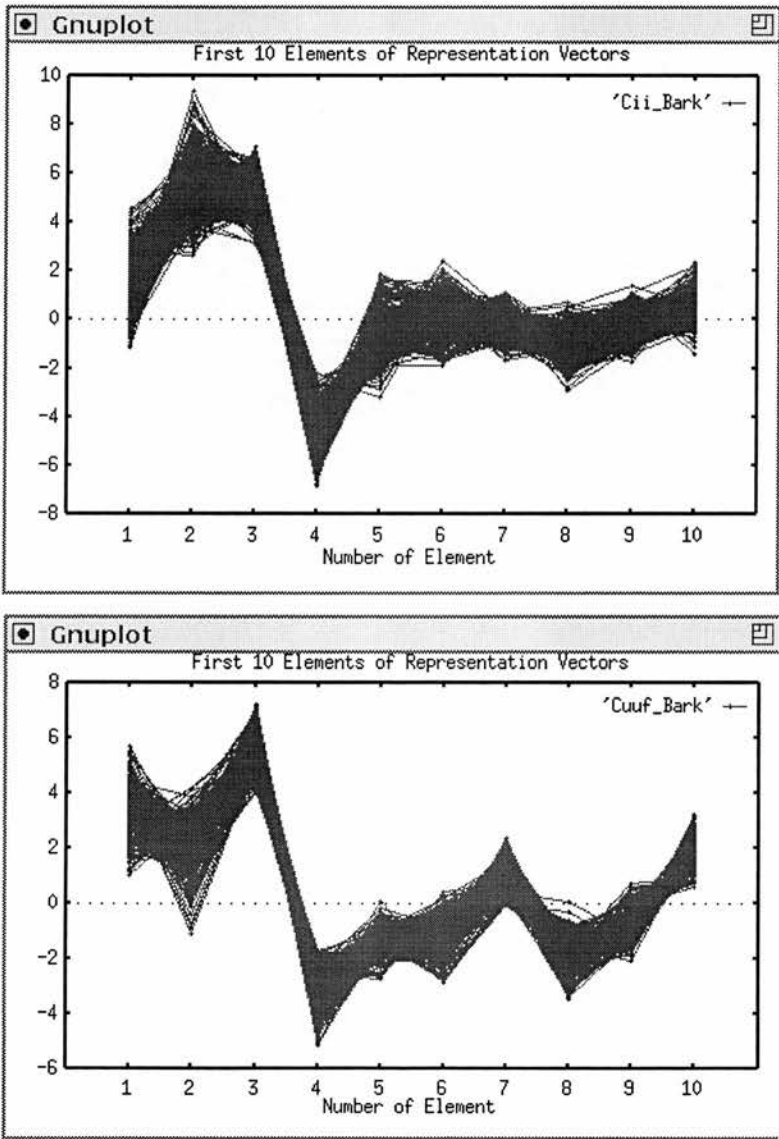 Gnuplot
First 10 Elements of Representation Vectors
'Cii_Bark'
10
8
6
4
2
0
-2
-4
-6
-8
1 2 3 4 5 6 7 8 9 10
Number of Element
Gnuplot
First 10 Elements of Representation Vectors
'Cuuf_Bark'
8
6
4
2
0
-2
-4
-6
1 2 3 4 5 6 7 8 9 10
Number of Element